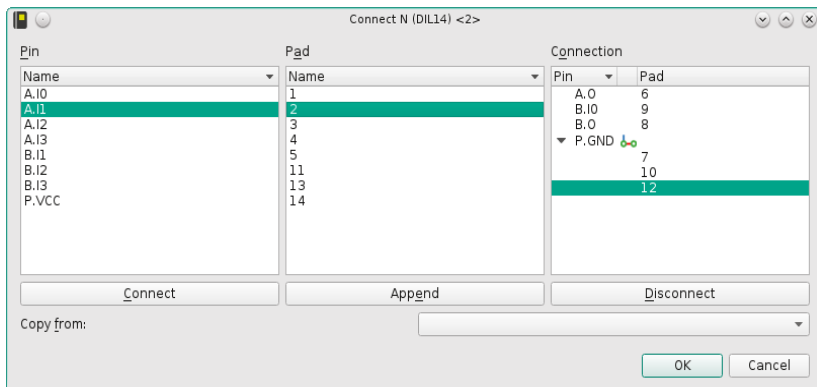 Connect N (DIL14) <2>
Pin Pad Connection
Name Name Pin Pad
A.I0 1 A.O 6
A.I1 2 B.I0 9
A.I2 3 B.O 8
A.I3 4 P.GND
B.I1 5 7
B.I2 11 10
B.I3 13 12
P.VCC 14
Connect Append Disconnect
Copy from:
OK Cancel